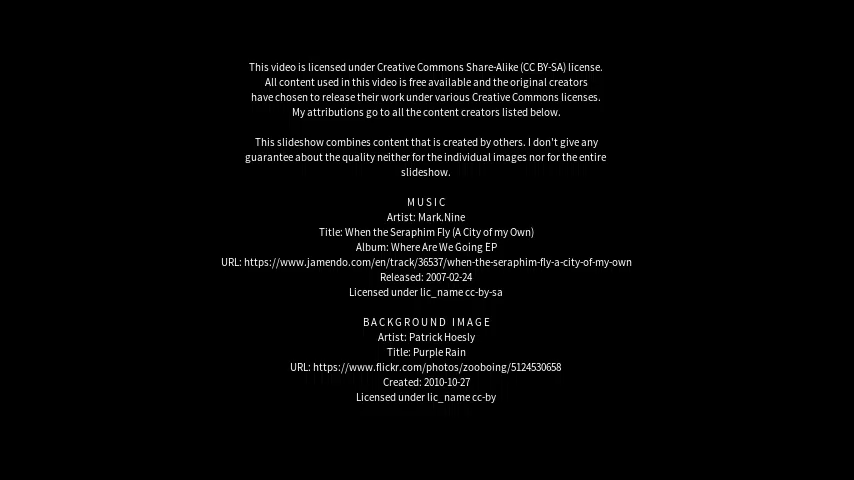 This video is licensed under Creative Commons Share-Alike (CC BY-SA) license.
All content used in this video is free available and the original creators
have chosen to release their work under various Creative Commons licenses.
My attributions go to all the content creators listed below.
This slideshow combines content that is created by others. I don't give any
guarantee about the quality neither for the individual images nor for the entire
slideshow.
MUSIC
Artist: Mark.Nine
Title: When the Seraphim Fly (A City of my Own)
Album: Where Are We Going EP
URL: https://www.jamendo.com/en/track/36537/when-the-seraphim-fly-a-city-of-my-own
Released: 2007-02-24
Licensed under lic_name cc-by-sa
BACKGROUND IMAGE
Artist: Patrick Hoesly
Title: Purple Rain
URL: https://www.flickr.com/photos/zooboing/5124530658
Created: 2010-10-27
Licensed under lic_name cc-by